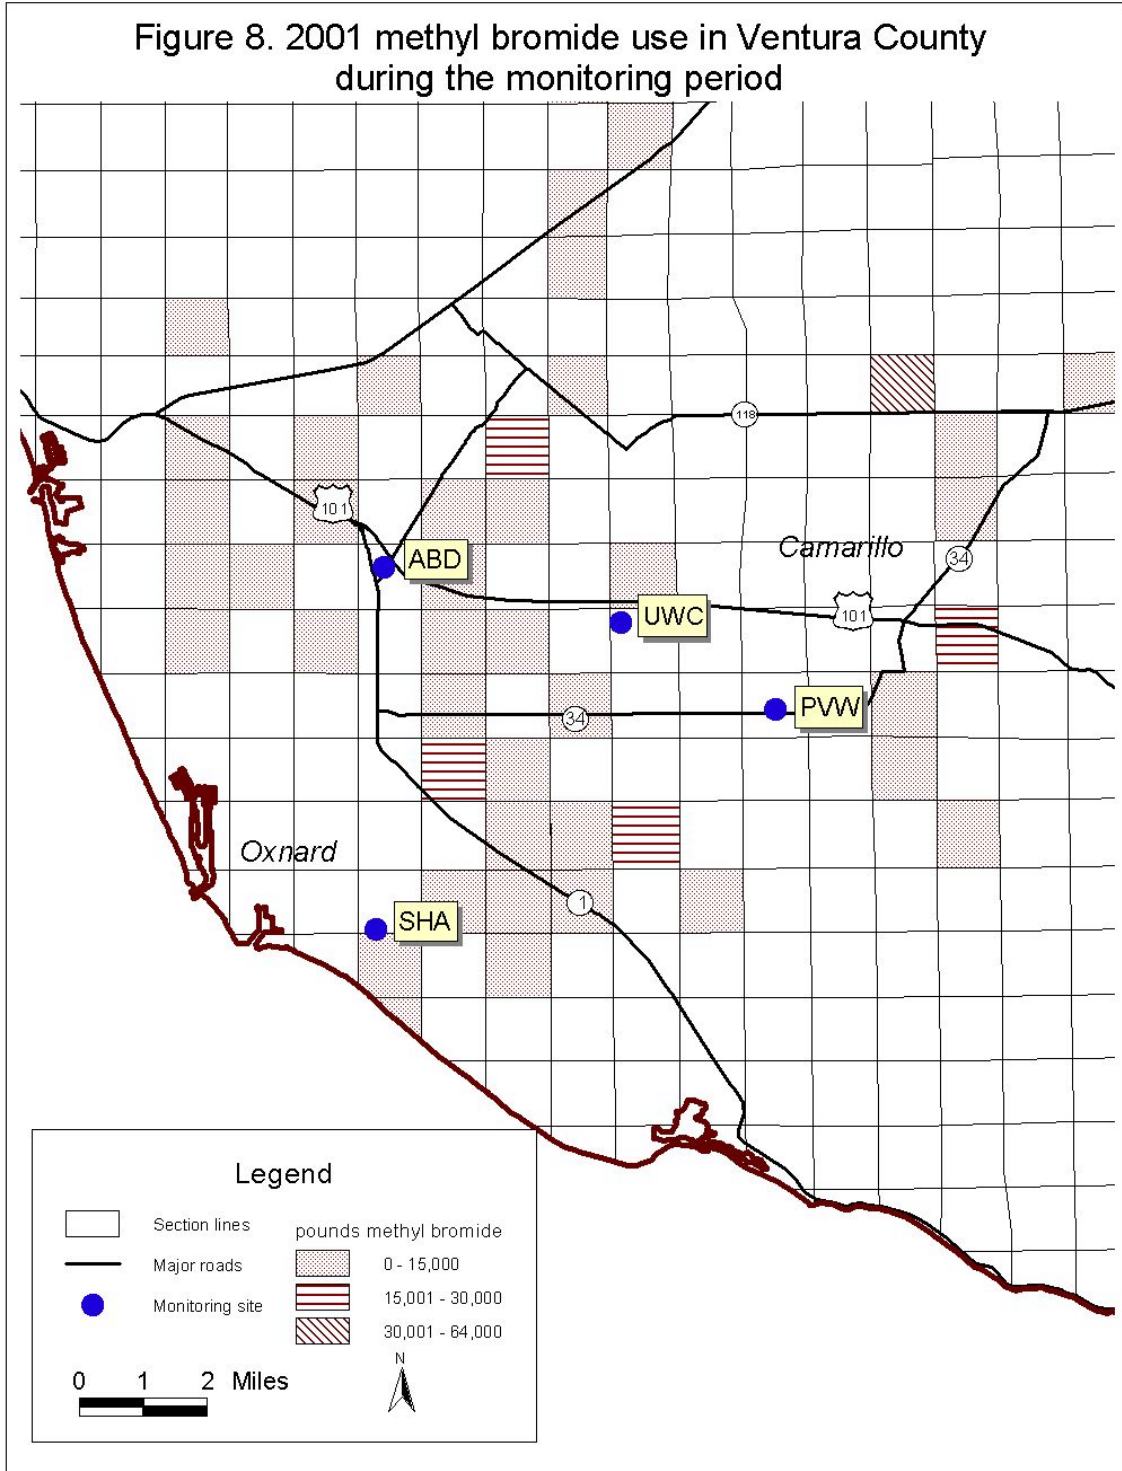 Figure 8. 2001 methyl bromide use in Ventura County
during the monitoring period
118
101
Camarillo
ABD
34
UWC
101
PVW
34
Oxnard
1
SHA
Legend
Section lines
pounds methyl bromide
Major roads
0 - 15,000
Monitoring site
15,001 - 30,000
30,001 - 64,000
N
0 1 2 Miles